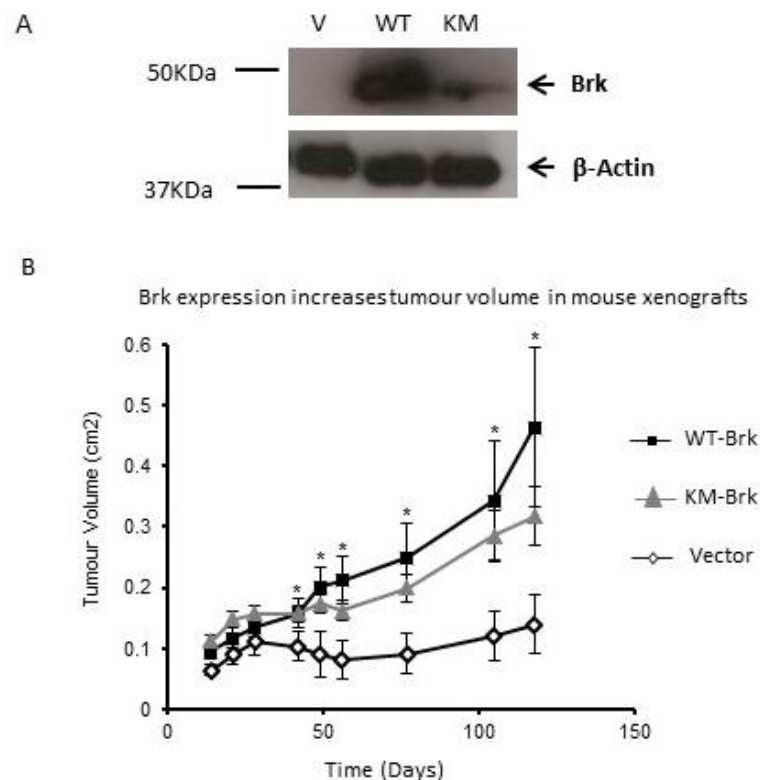 A
V WT KM
50KDa
Brk
β-Actin
37KDa
B
Brk expression increases tumour volume in mouse xenografts
0.6
0.5
0.4
0.3
0.2
0.1
0
Tumour Volume (cm2)
* * * * * *
WT-Brk
KM-Brk
Vector
0 50 100 150
Time (Days)